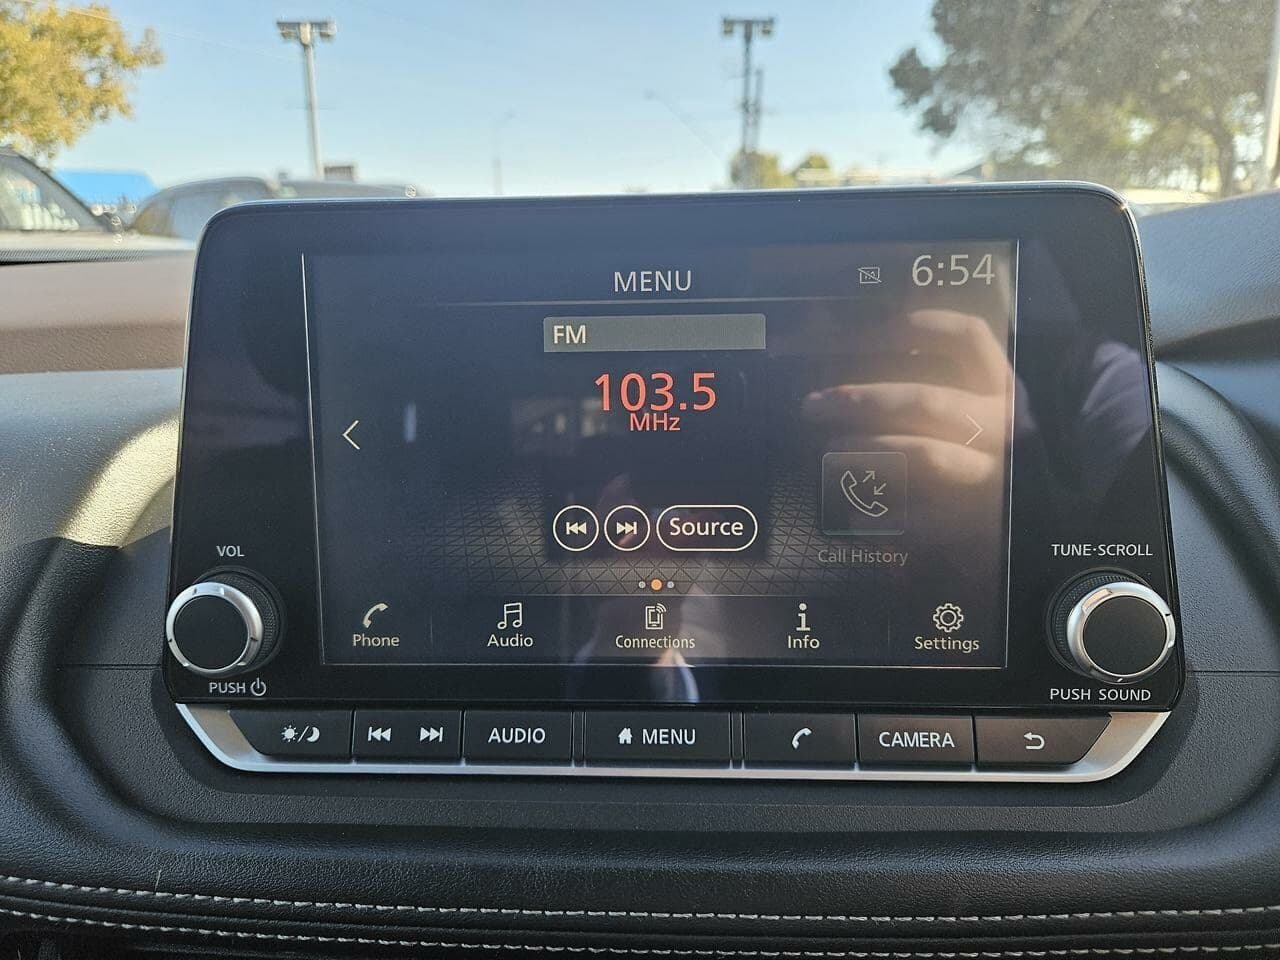 MENU
6:54
FM
103.5
MHz
Source
Call History
VOL
TUNE·SCROLL
Phone
Audio
Connections
Info
Settings
PUSH
PUSH SOUND
AUDIO
MENU
CAMERA